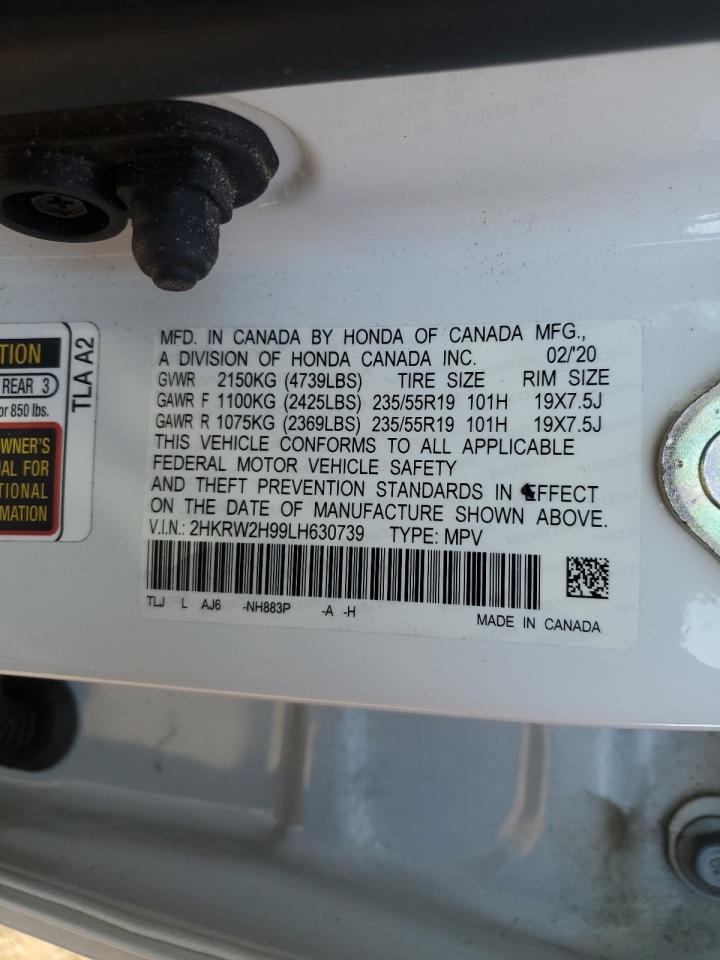 MFD. IN CANADA BY HONDA OF CANADA MFG.,
A DIVISION OF HONDA CANADA INC. 02/'20
GVWR 2150KG (4739LBS) TIRE SIZE RIM SIZE
GAWR F 1100KG (2425LBS) 235/55R19 101H 19X7.5J
GAWR R 1075KG (2369LBS) 235/55R19 101H 19X7.5J
THIS VEHICLE CONFORMS TO ALL APPLICABLE
FEDERAL MOTOR VEHICLE SAFETY
AND THEFT PREVENTION STANDARDS IN EFFECT
ON THE DATE OF MANUFACTURE SHOWN ABOVE.
V.I.N.: 2HKRW2H99LH630739 TYPE: MPV
TLJ L AJ6 -NH883P -A -H
MADE IN CANADA
TION
REAR 3
or 850 lbs.
WNER'S
UAL FOR
TIONAL
RMATION
TLA A2